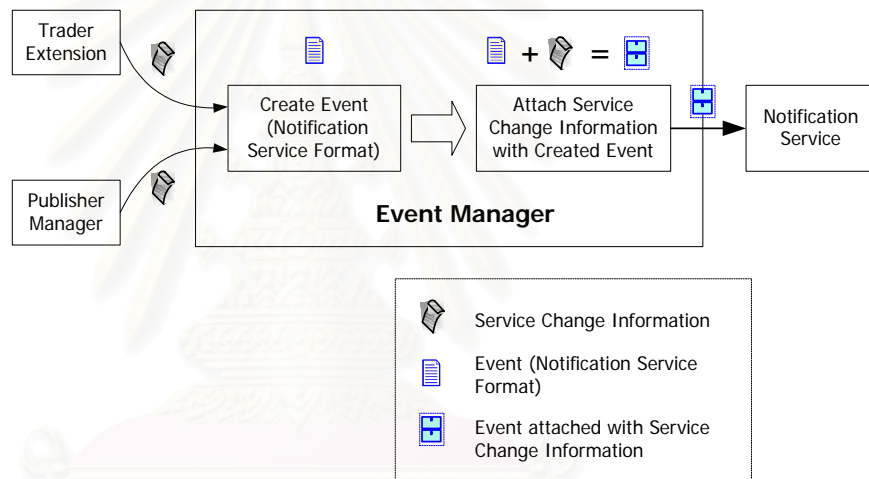 Trader
Extension
Publisher
Manager
Create Event
(Notification
Service Format)
+ =
Attach Service
Change Information
with Created Event
Event Manager
Notification
Service
Service Change Information
Event (Notification Service
Format)
Event attached with Service
Change Information